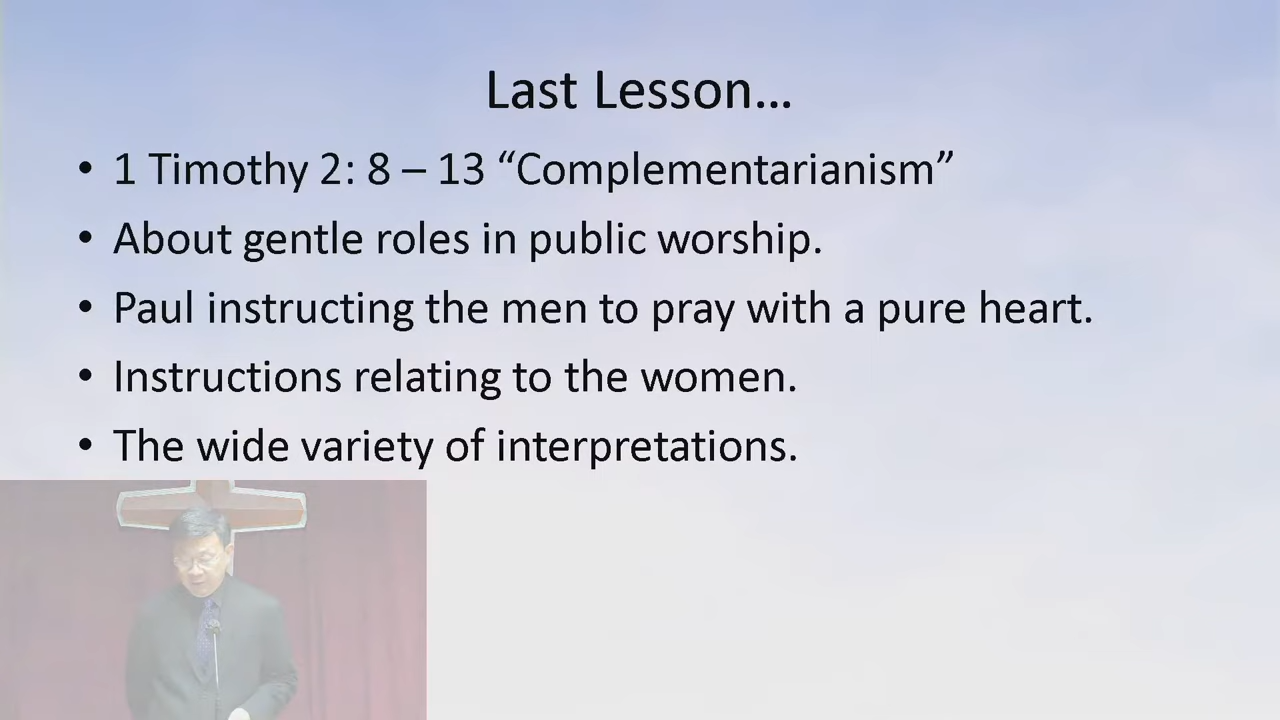 Last Lesson…
• 1 Timothy 2: 8 – 13 “Complementarianism”
• About gentle roles in public worship.
• Paul instructing the men to pray with a pure heart.
• Instructions relating to the women.
• The wide variety of interpretations.